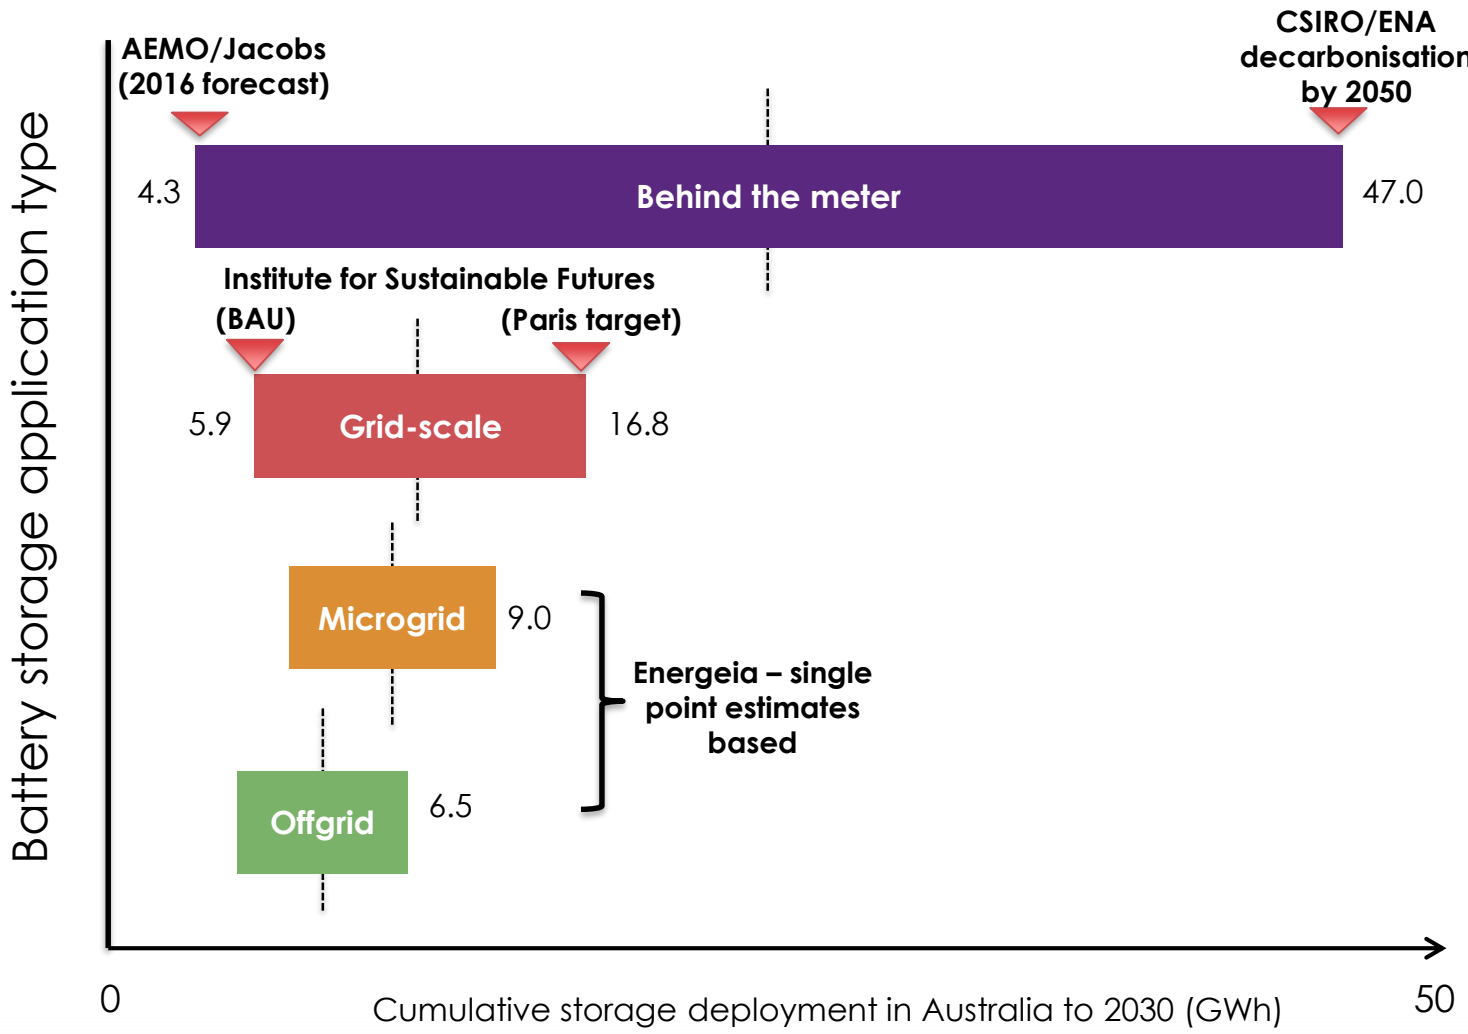 AEMO/Jacobs
(2016 forecast)
CSIRO/ENA
decarbonisation
by 2050
Battery storage application type
4.3
Behind the meter
47.0
Institute for Sustainable Futures
(BAU)
(Paris target)
5.9
Grid-scale
16.8
Microgrid
9.0
Energeia – single
point estimates
based
Offgrid
6.5
0
Cumulative storage deployment in Australia to 2030 (GWh)
50